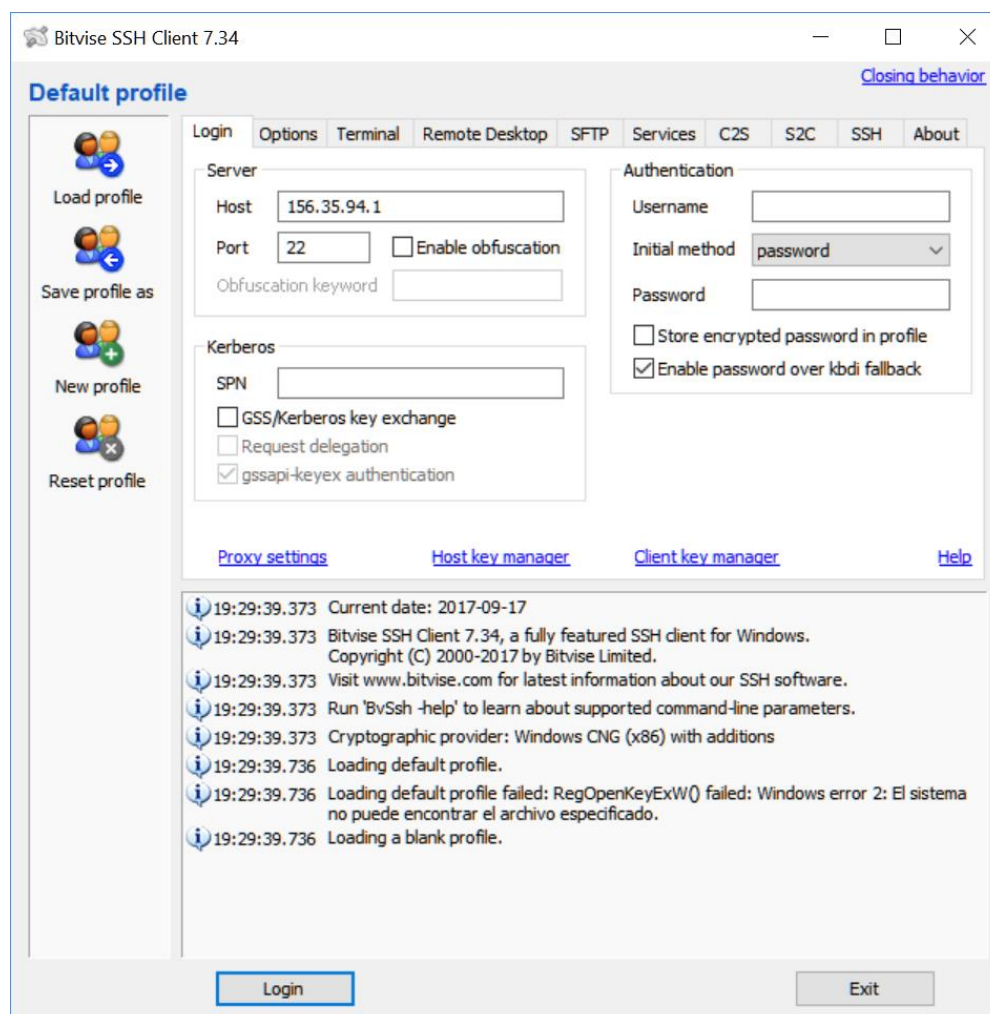 Bitvise SSH Client 7.34
Closing behavior
Default profile
Load profile
Save profile as
New profile
Reset profile
Login Options Terminal Remote Desktop SFTP Services C2S S2C SSH About
Server
Host 156.35.94.1
Port 22 Enable obfuscation
Obfuscation keyword
Kerberos
SPN
GSS/Kerberos key exchange
Request delegation
gssapi-keyex authentication
Authentication
Username
Initial method password
Password
Store encrypted password in profile
Enable password over kbdi fallback
Proxy settings Host key manager Client key manager Help
19:29:39.373 Current date: 2017-09-17
19:29:39.373 Bitvise SSH Client 7.34, a fully featured SSH client for Windows.
Copyright (C) 2000-2017 by Bitvise Limited.
19:29:39.373 Visit www.bitvise.com for latest information about our SSH software.
19:29:39.373 Run 'BvSsh -help' to learn about supported command-line parameters.
19:29:39.373 Cryptographic provider: Windows CNG (x86) with additions
19:29:39.736 Loading default profile.
19:29:39.736 Loading default profile failed: RegOpenKeyExW() failed: Windows error 2: El sistema
no puede encontrar el archivo especificado.
19:29:39.736 Loading a blank profile.
Login Exit